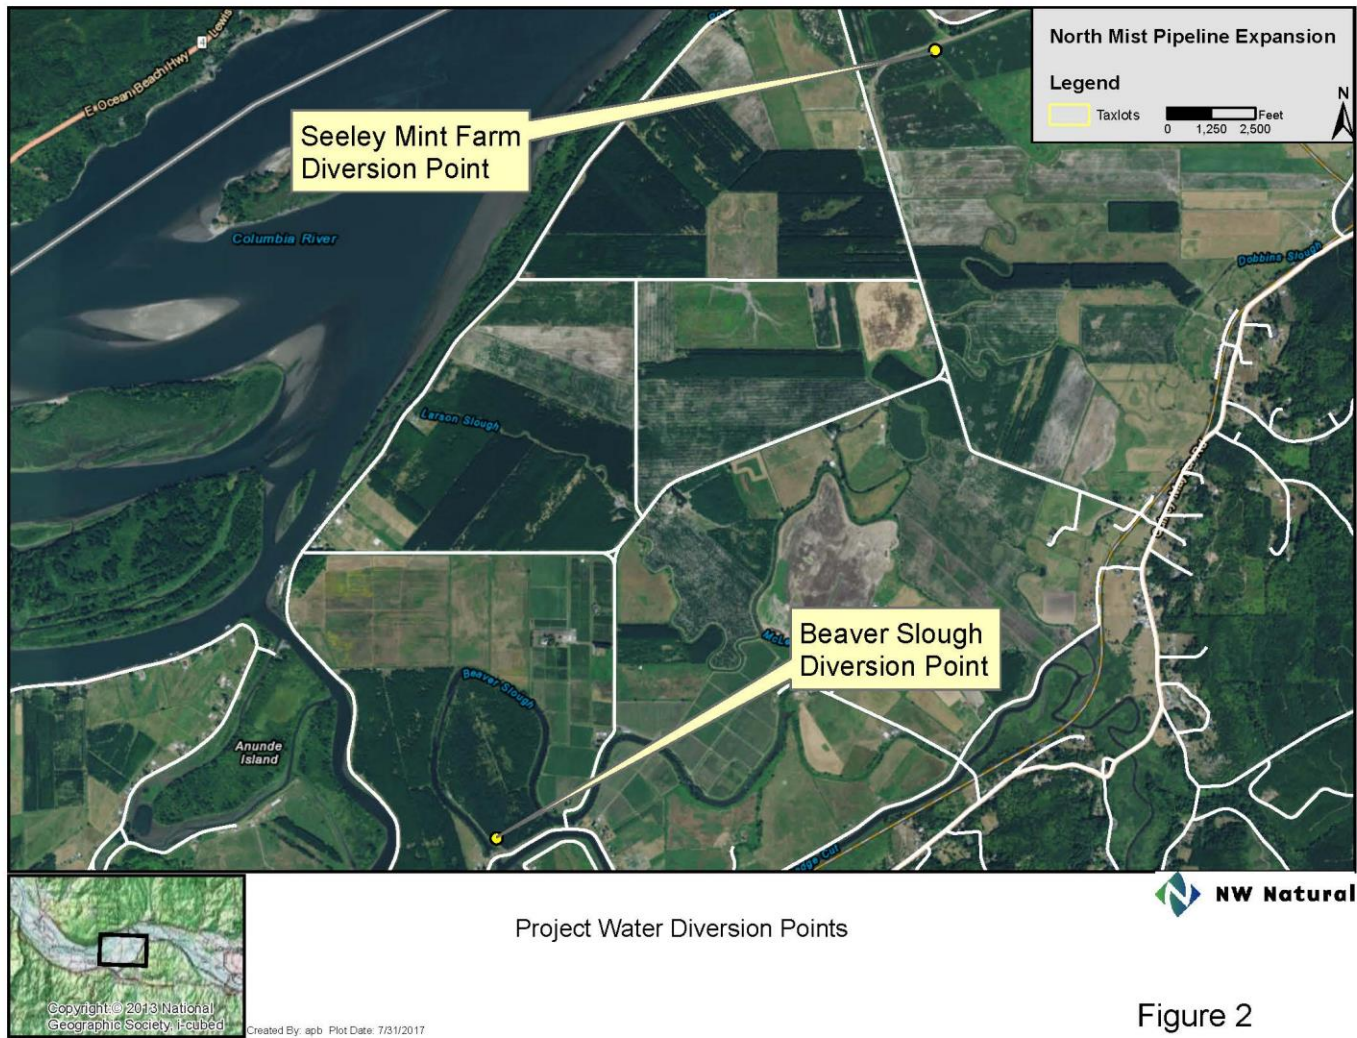 North Mist Pipeline Expansion
Legend
Taxlots
Feet
0 1,250 2,500
N
E Ocean Beach Hwy
4
Lewis
Seeley Mint Farm
Diversion Point
Columbia River
Dobbins Slough
Larson Slough
Beaver Slough
Diversion Point
Beaver Slough
Anunde
Island
NW Natural
Project Water Diversion Points
Copyright:© 2013 National
Geographic Society, i-cubed
Created By: apb Plot Date: 7/31/2017
Figure 2